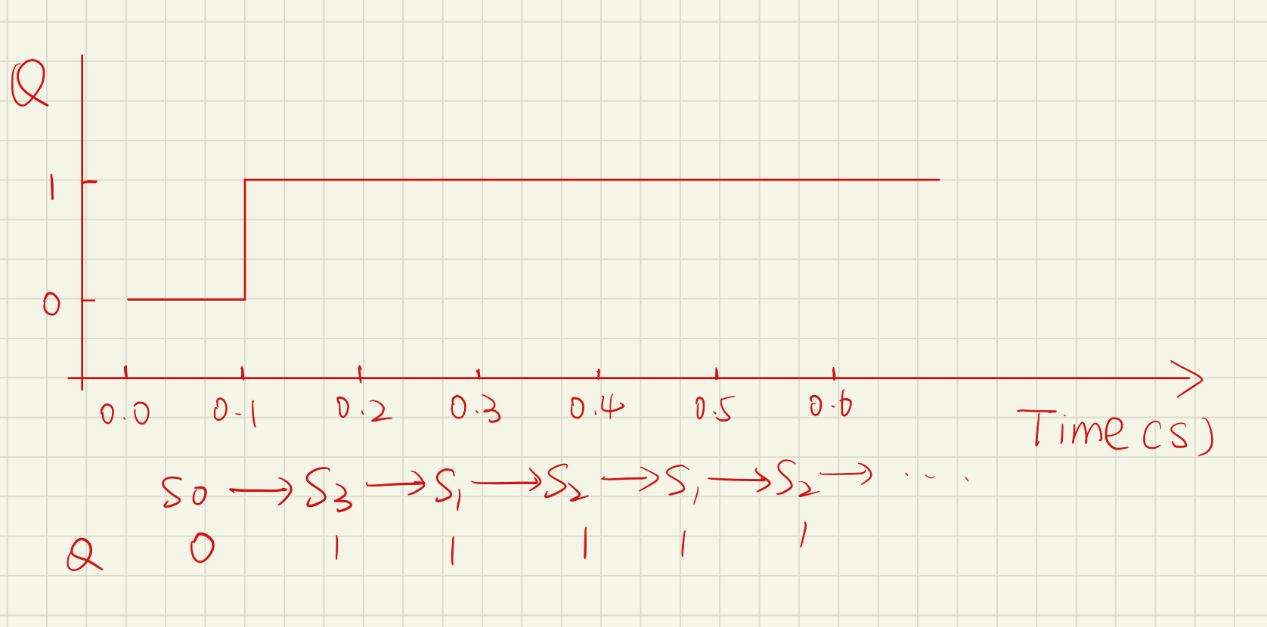 Q
1
0
0.0 0.1 0.2 0.3 0.4 0.5 0.6
Time(s)
S0 → S3 → S1 → S2 → S1 → S2 → ....
Q 0 1 1 1 1 1